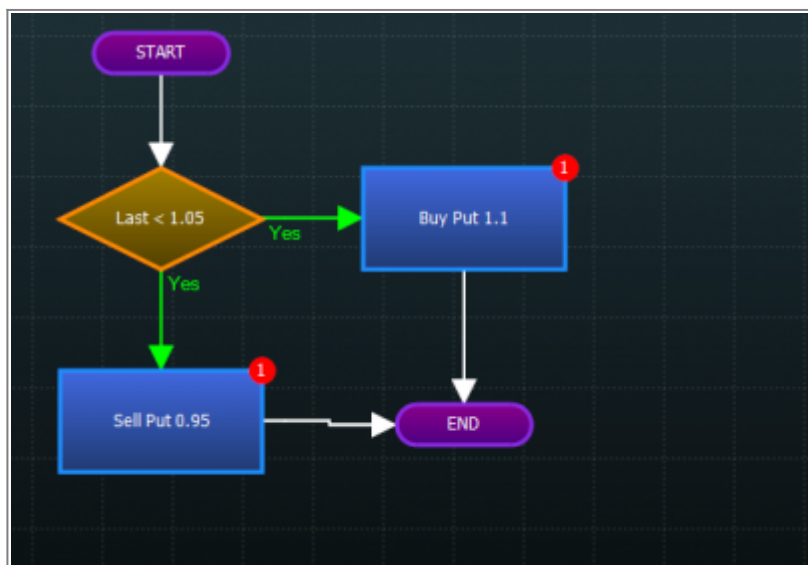 START
1
Last < 1.05
Yes
Buy Put 1.1
Yes
1
Sell Put 0.95
END